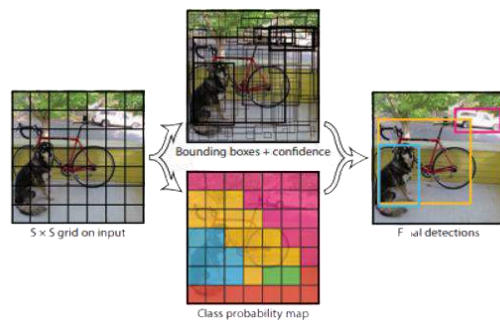 Bounding boxes + confidence
S × S grid on input
detections
Class probability map